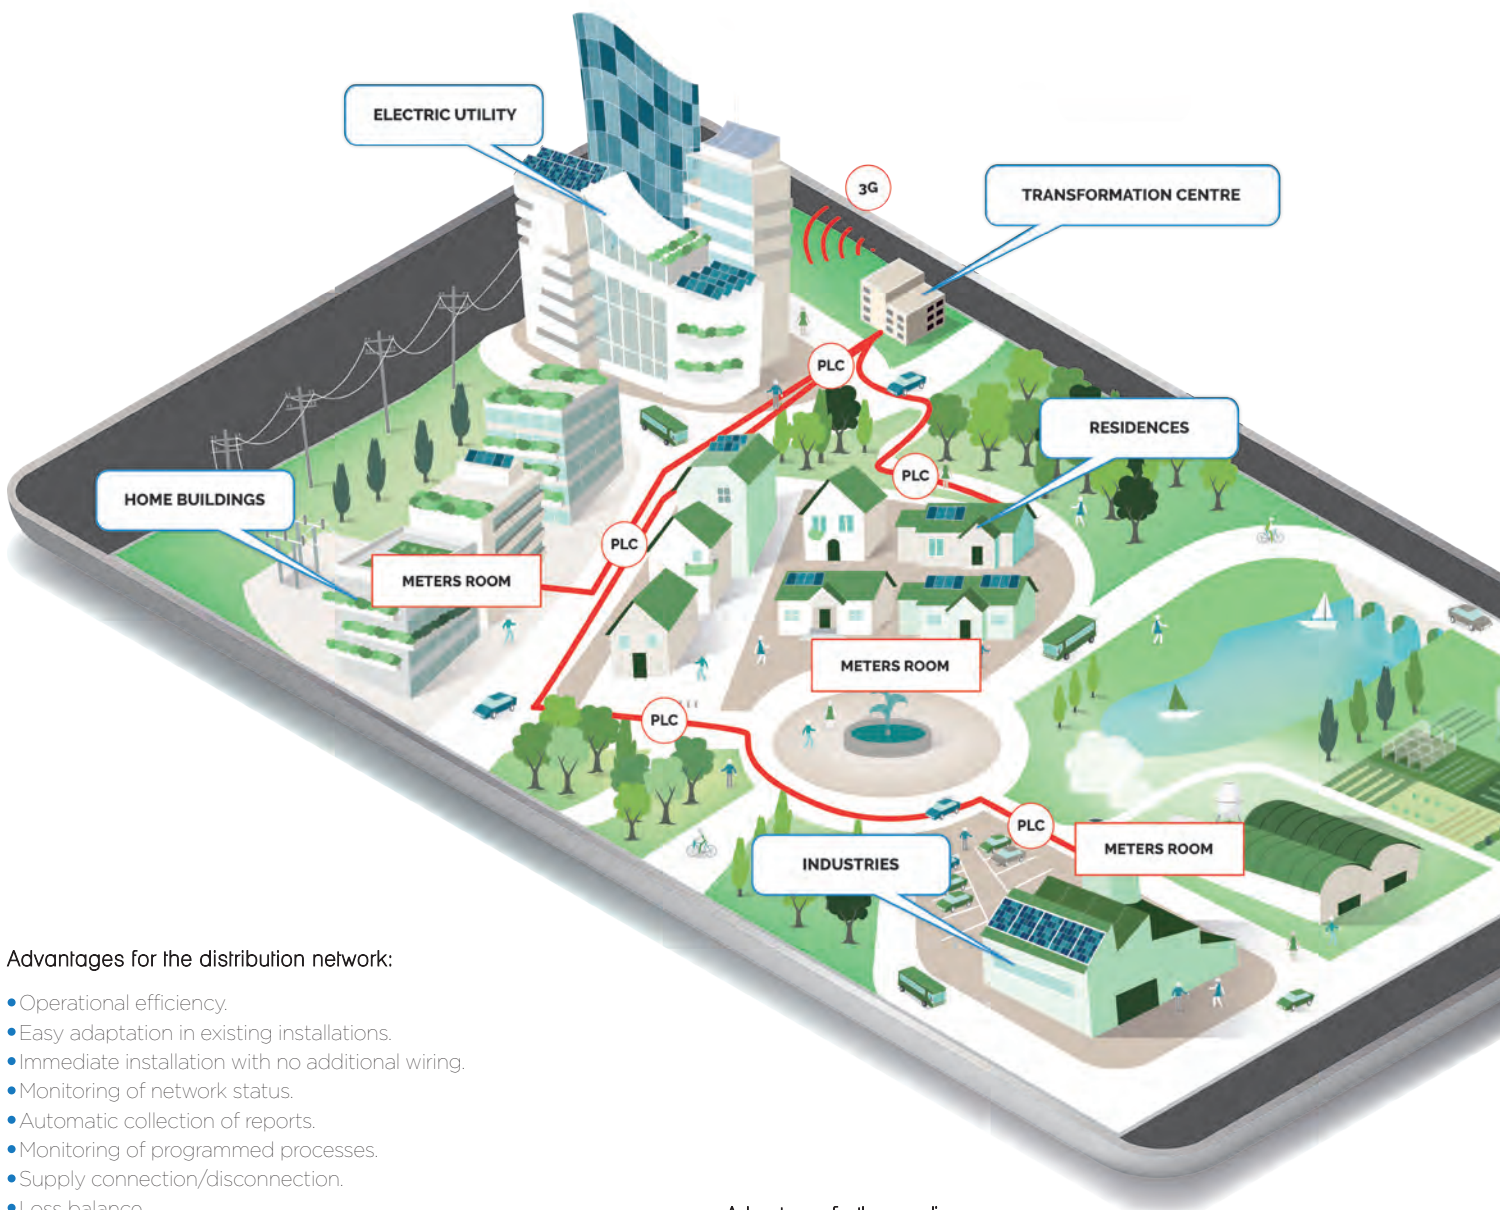 ELECTRIC UTILITY
3G
TRANSFORMATION CENTRE
PLC
RESIDENCES
PLC
HOME BUILDINGS
PLC
METERS ROOM
METERS ROOM
PLC
PLC
METERS ROOM
INDUSTRIES
Advantages for the distribution network:
• Operational efficiency.
• Easy adaptation in existing installations.
• Immediate installation with no additional wiring.
• Monitoring of network status.
• Automatic collection of reports.
• Monitoring of programmed processes.
• Supply connection/disconnection.
• Loss balance